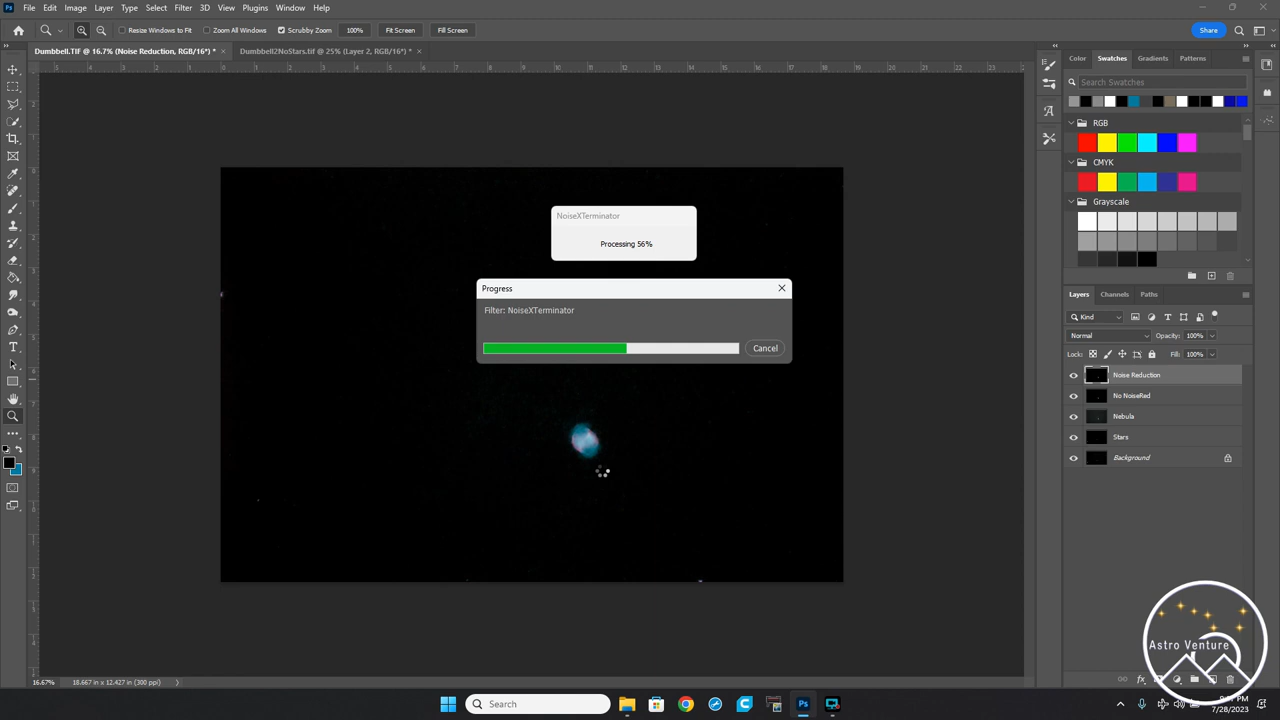 File Edit Image Layer Type Select Filter 3D View Plugins Window Help
Resize Windows to Fit Zoom All Windows Scrubby Zoom 100% Fit Screen Fill Screen Share
Dumbbell.TIF @ 16.7% (Noise Reduction, RGB/16*) * × Dumbbell2NoStars.tif @ 25% (Layer 2, RGB/16*) * ×
Color Swatches Gradients Patterns
Search Swatches
RGB
CMYK
Grayscale
NoiseXTerminator
Processing 56%
Progress
Filter: NoiseXTerminator
Cancel
Layers Channels Paths
Kind
Normal Opacity: 100%
Lock: Fill: 100%
Noise Reduction
No NoiseRed
Nebula
Stars
Background
Astro Venture
16.67% 18.667 in x 12.427 in (300 ppi)
Search
7/28/2023